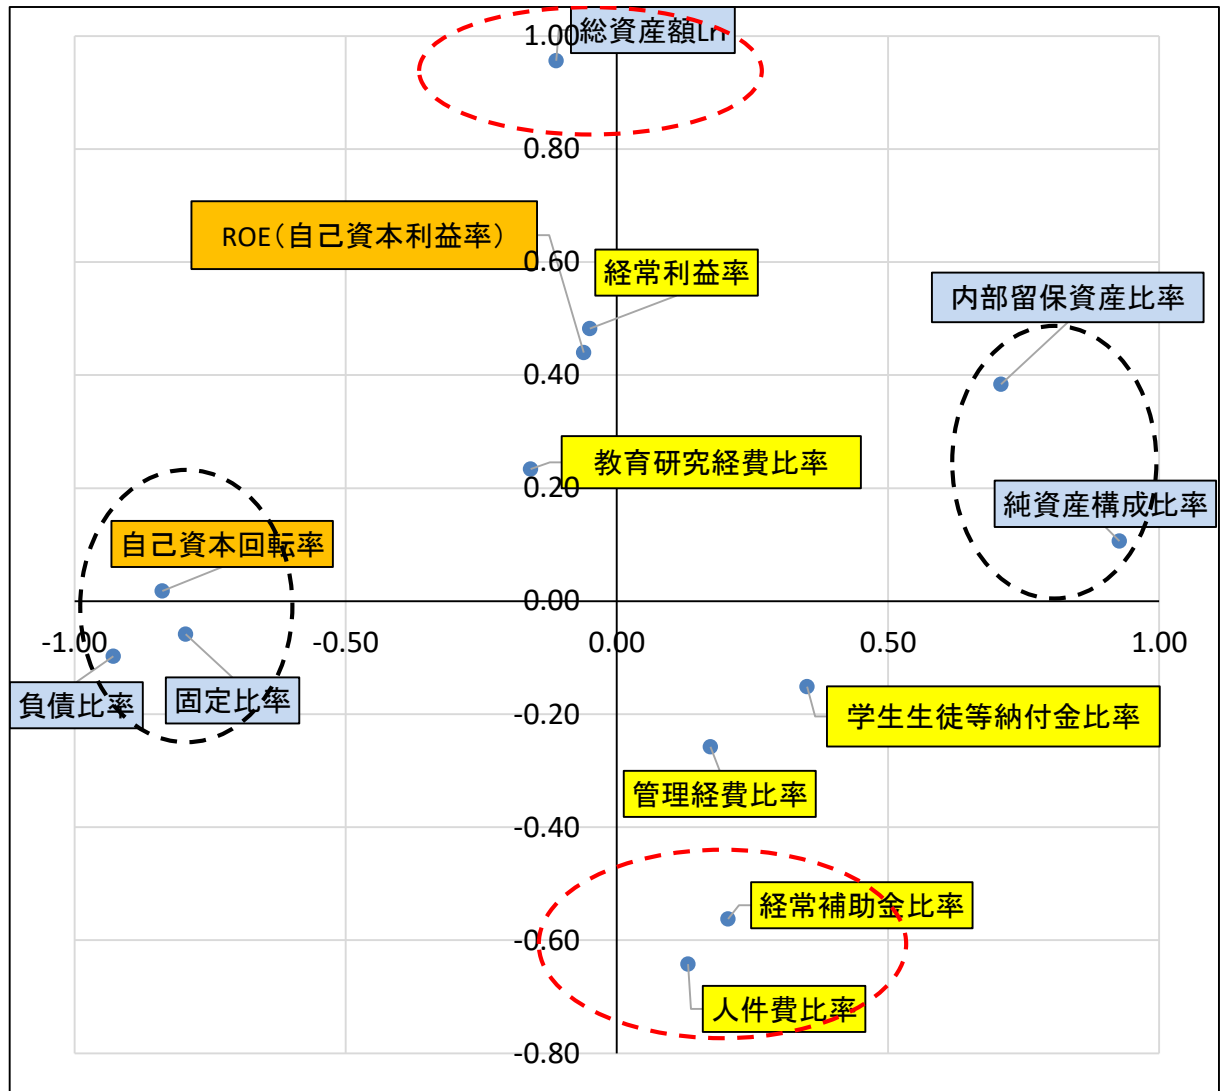 総資産額Ln
1.00
0.80
ROE(自己資本利益率)
0.60
経常利益率
内部留保資産比率
0.40
教育研究経費比率
0.20
純資産構成比率
自己資本回転率
0.00
-1.00
-0.50
0.00
0.50
1.00
負債比率
固定比率
-0.20
学生生徒等納付金比率
管理経費比率
-0.40
経常補助金比率
-0.60
人件費比率
-0.80